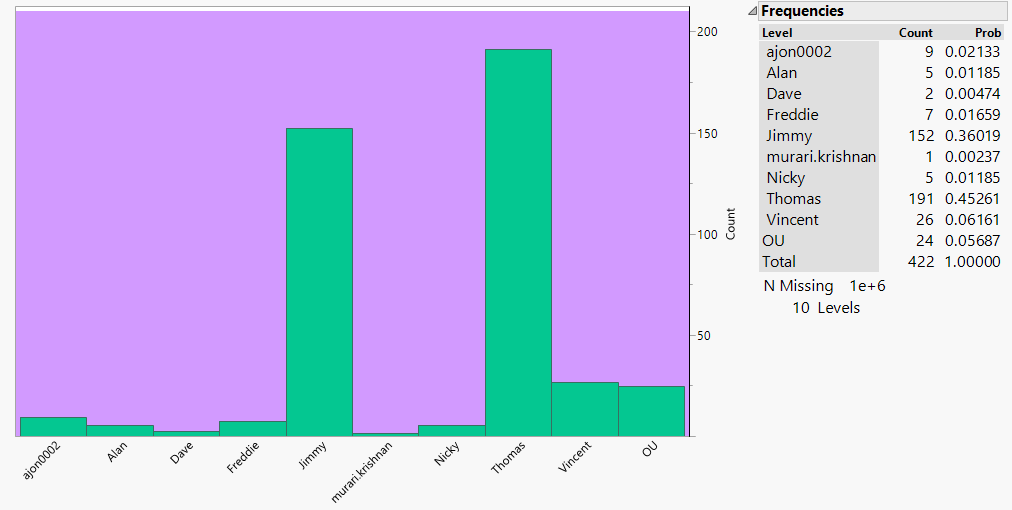 200
150
100
50
Count
ajon0002
Alan
Dave
Freddie
Jimmy
murari.krishnan
Nicky
Thomas
Vincent
OU
Frequencies
Level Count Prob
ajon0002 9 0.02133
Alan 5 0.01185
Dave 2 0.00474
Freddie 7 0.01659
Jimmy 152 0.36019
murari.krishnan 1 0.00237
Nicky 5 0.01185
Thomas 191 0.45261
Vincent 26 0.06161
OU 24 0.05687
Total 422 1.00000
N Missing 1e+6
10 Levels